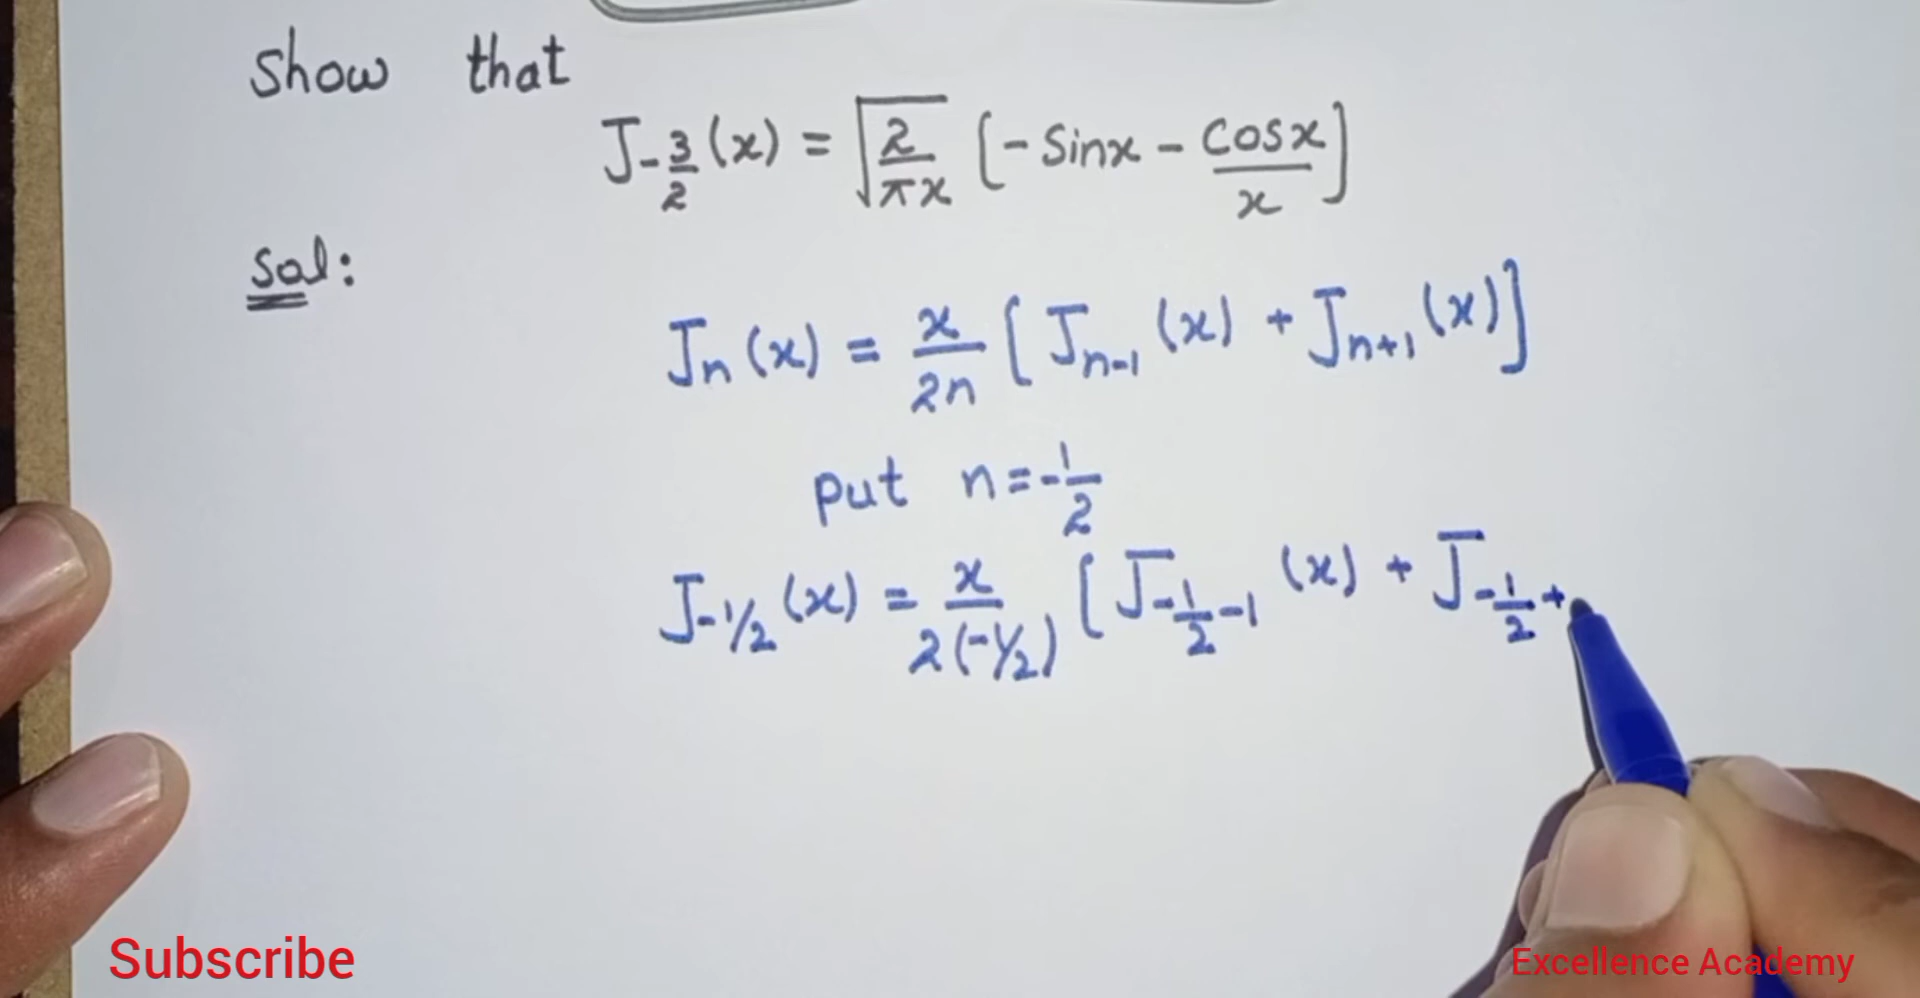 Show that
J-3/2(x) = √2/πx [-Sinx - Cosx/x]
Sol:
Jn(x) = x/2n [Jn-1(x) + Jn+1(x)]
put n=-1/2
J-1/2(x) = x/2(-1/2) [J-1/2-1(x) + J-1/2+
Subscribe
Excellence Academy